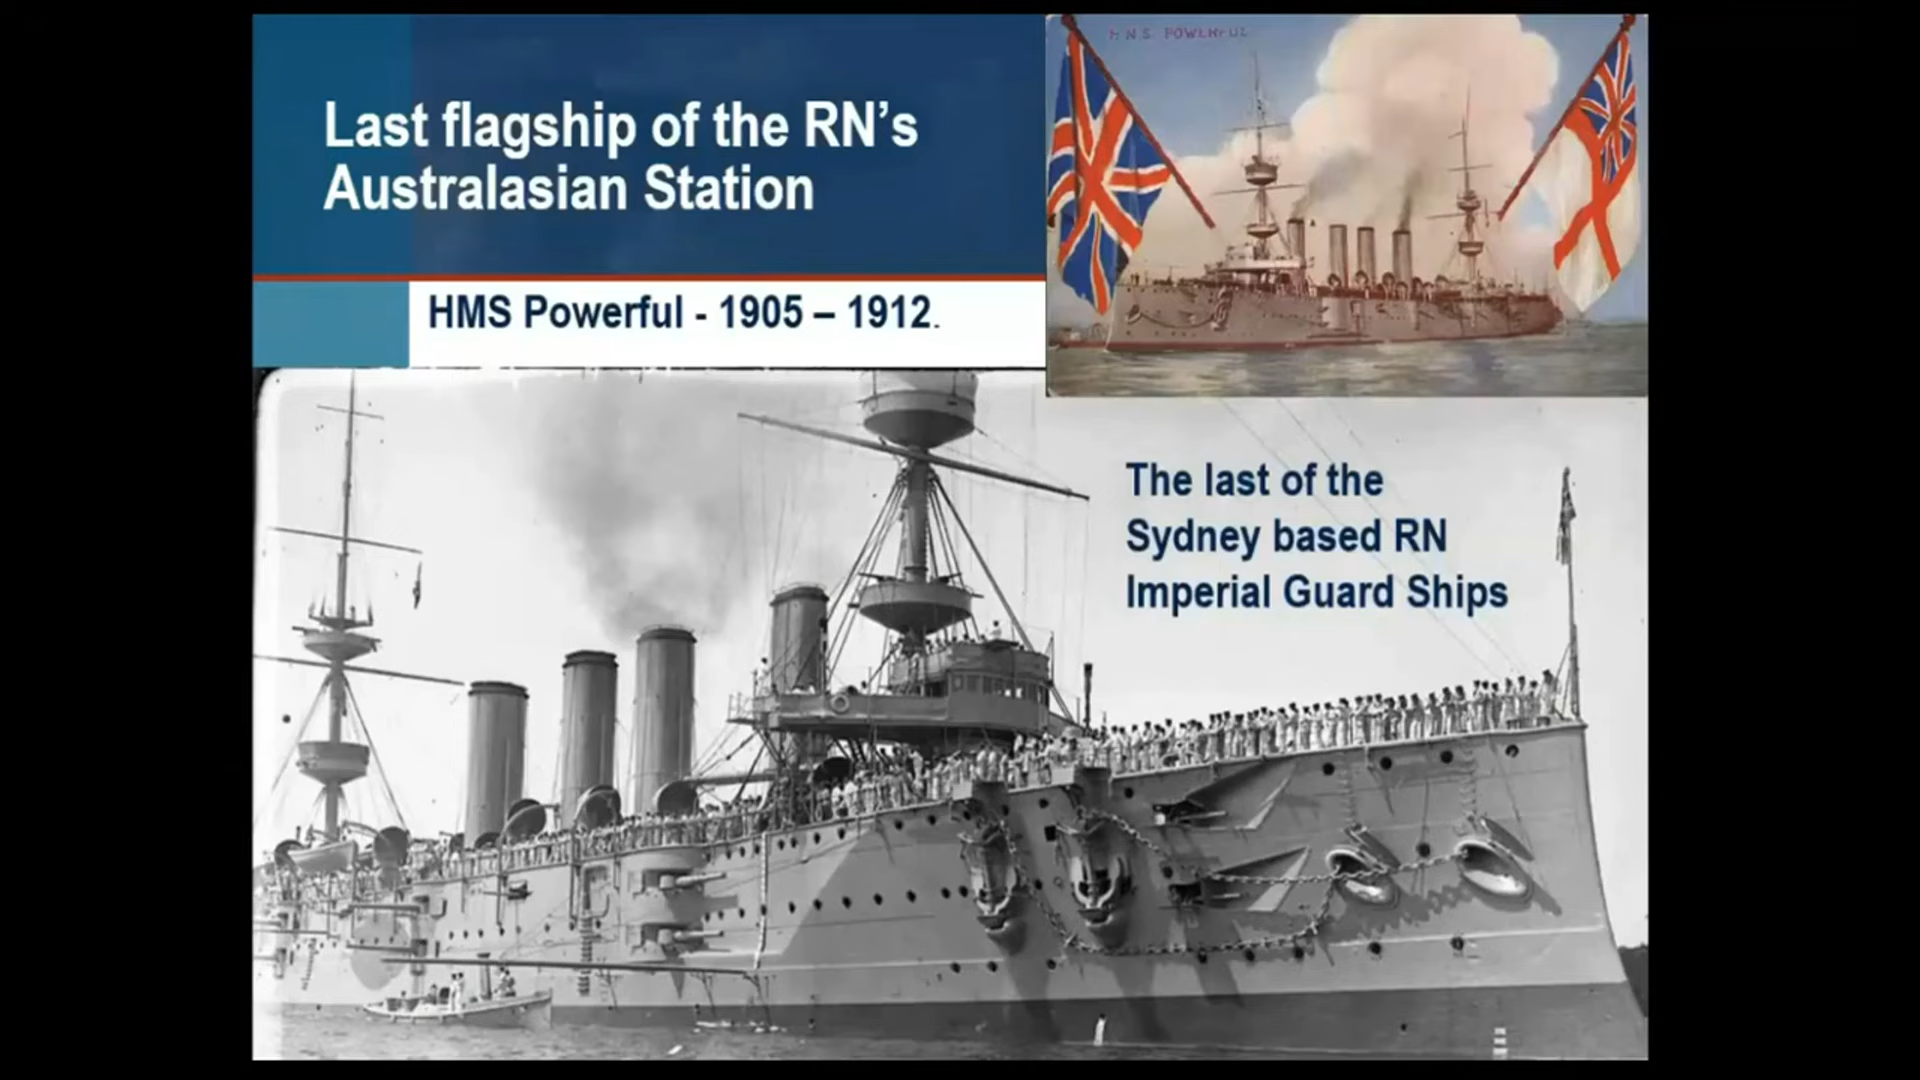 Last flagship of the RN's
Australasian Station
H.M.S. POWERFUL
HMS Powerful - 1905 – 1912.
The last of the
Sydney based RN
Imperial Guard Ships